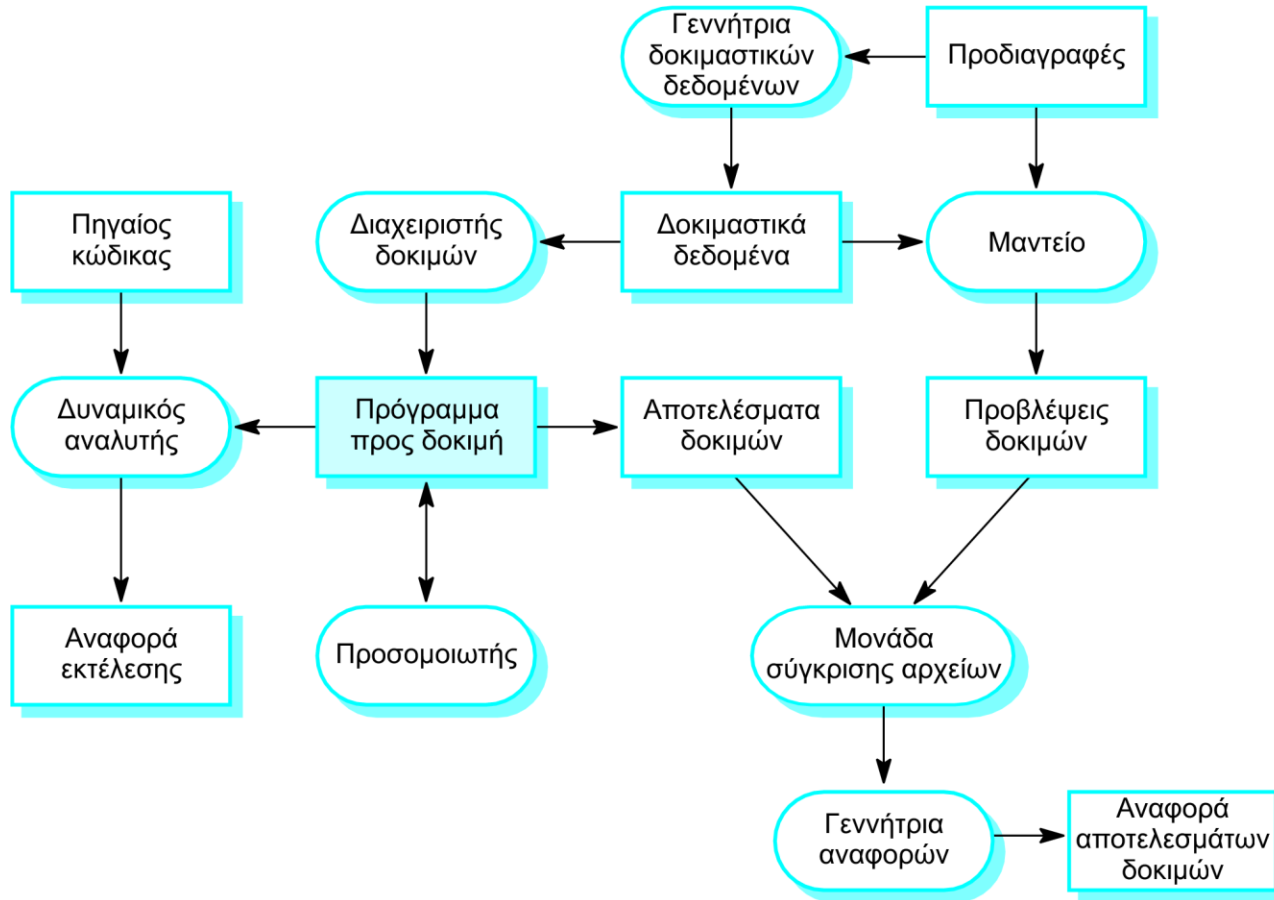 Γεννήτρια
δοκιμαστικών
δεδομένων
Προδιαγραφές
Πηγαίος
κώδικας
Διαχειριστής
δοκιμών
Δοκιμαστικά
δεδομένα
Μαντείο
Δυναμικός
αναλυτής
Πρόγραμμα
προς δοκιμή
Αποτελέσματα
δοκιμών
Προβλέψεις
δοκιμών
Αναφορά
εκτέλεσης
Προσομοιωτής
Μονάδα
σύγκρισης αρχείων
Γεννήτρια
αναφορών
Αναφορά
αποτελεσμάτων
δοκιμών